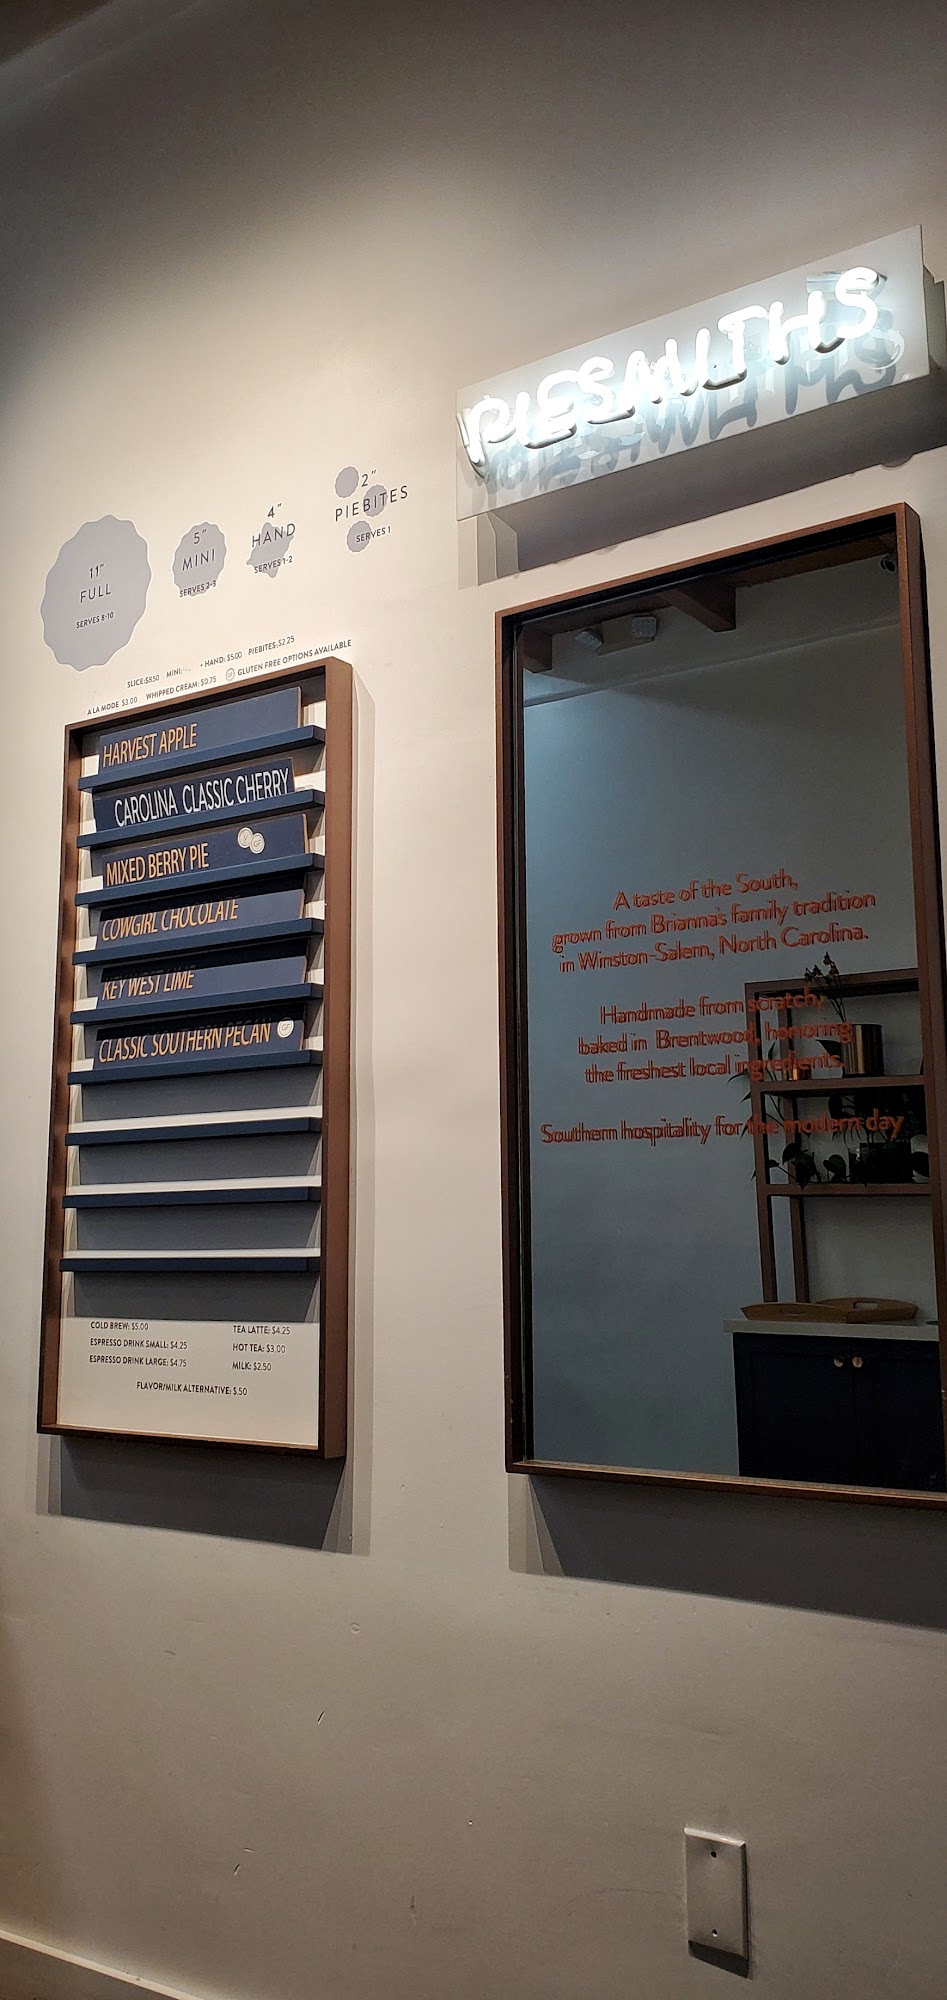 PIESMITHS
11"
FULL
SERVES 8-10
5"
MINI
SERVES 2-3
4"
HAND
SERVES 1-2
2"
PIEBITES
SERVES 1
SLICE: $8.50 MINI: HAND: $5.00 PIEBITES: $2.25
A LA MODE $3.00 WHIPPED CREAM: $0.75 GF GLUTEN FREE OPTIONS AVAILABLE
HARVEST APPLE
CAROLINA CLASSIC CHERRY
MIXED BERRY PIE V GF
COWGIRL CHOCOLATE
KEY WEST LIME
CLASSIC SOUTHERN PECAN GF
COLD BREW: $5.00
ESPRESSO DRINK SMALL: $4.25
ESPRESSO DRINK LARGE: $4.75
TEA LATTE: $4.25
HOT TEA: $3.00
MILK: $2.50
FLAVOR/MILK ALTERNATIVE: $.50
A taste of the South,
grown from Brianna's family tradition
in Winston-Salem, North Carolina.
Handmade from scratch,
baked in Brentwood, honoring
the freshest local ingredients.
Southern hospitality for the modern day